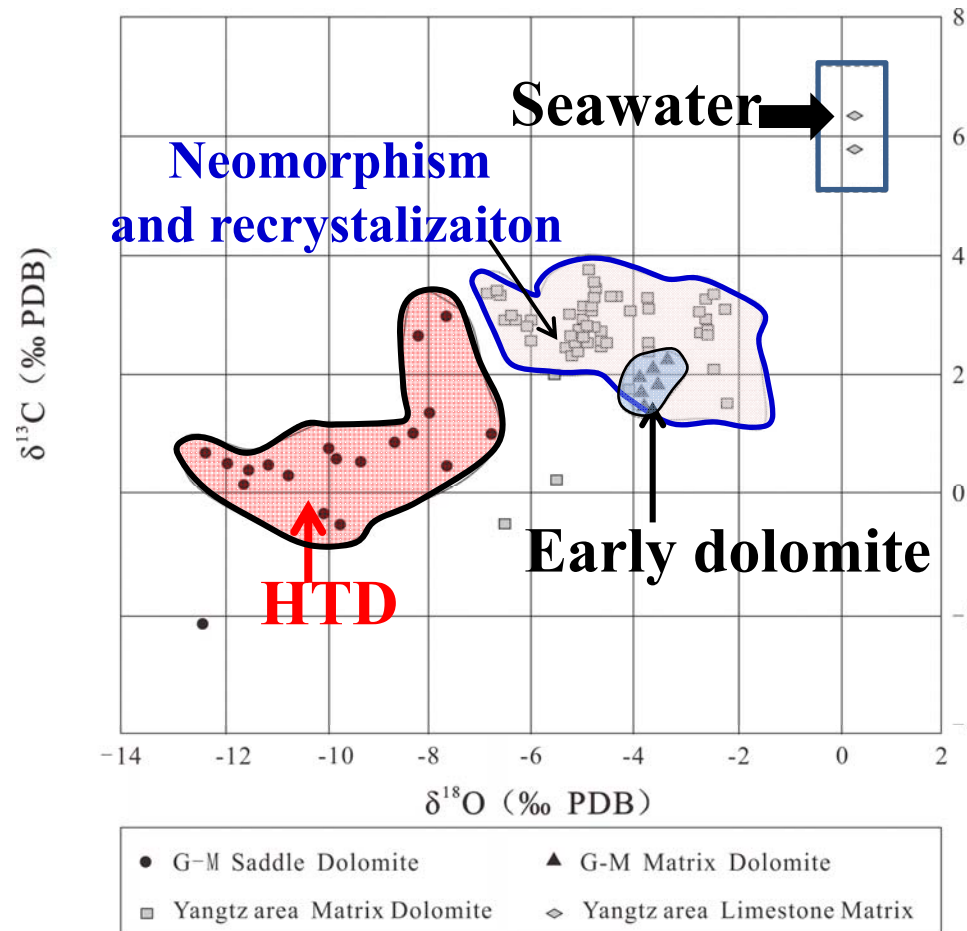 8
Seawater
6
Neomorphism
and recrystalizaiton
4
δ¹³C (‰ PDB)
2
0
Early dolomite
HTD
-
-
-14 -12 -10 -8 -6 -4 -2 0 2
δ¹⁸O (‰ PDB)
G-M Saddle Dolomite
G-M Matrix Dolomite
Yangtz area Matrix Dolomite
Yangtz area Limestone Matrix